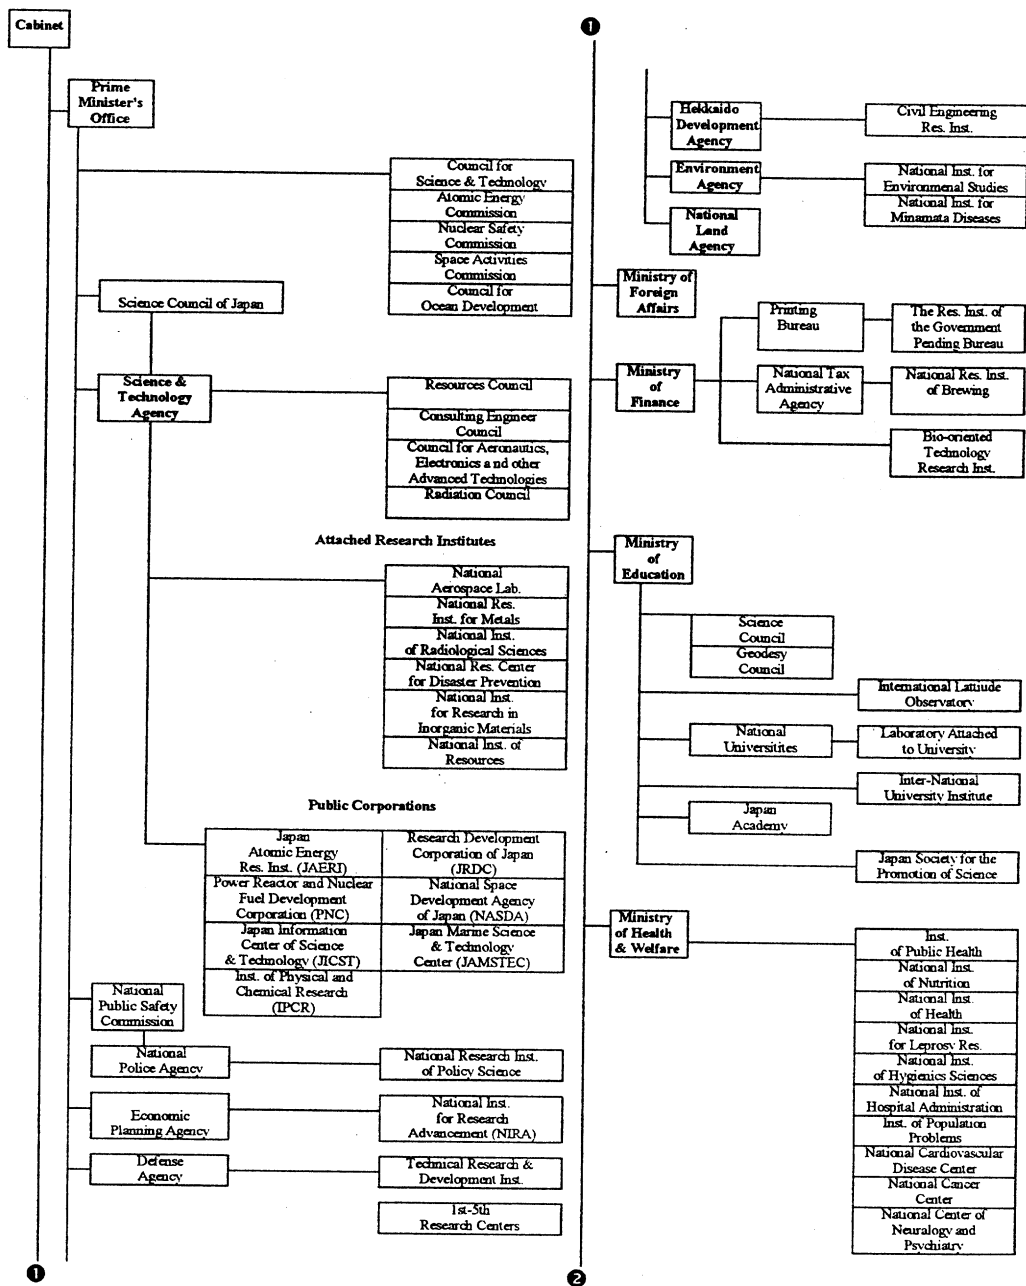 Cabinet
Prime
Minister's
Office
Council for
Science & Technology
Atomic Energy
Commission
Nuclear Safety
Commission
Space Activities
Commission
Council for
Ocean Development
Science Council of Japan
Science &
Technology
Agency
Resources Council
Consulting Engineer
Council
Council for Aeronautics,
Electronics and other
Advanced Technologies
Radiation Council
Attached Research Institutes
National
Aerospace Lab.
National Res.
Inst. for Metals
National Inst.
of Radiological Sciences
National Res. Center
for Disaster Prevention
National Inst.
for Research in
Inorganic Materials
National Inst. of
Resources
Public Corporations
Japan
Atomic Energy
Res. Inst. (JAERI)
Research Development
Corporation of Japan
(JRDC)
Power Reactor and Nuclear
Fuel Development
Corporation (PNC)
National Space
Development Agency
of Japan (NASDA)
Japan Information
Center of Science
& Technology (JICST)
Japan Marine Science
& Technology
Center (JAMSTEC)
Inst. of Physical and
Chemical Research
(IPCR)
National
Public Safety
Commission
National
Police Agency
National Research Inst.
of Policy Science
Economic
Planning Agency
National Inst.
for Research
Advancement (NIRA)
Defense
Agency
Technical Research &
Development Inst.
1st-5th
Research Centers
1
1
Hekkaido
Development
Agency
Civil Engineering
Res. Inst.
Environment
Agency
National Inst. for
Environmenal Studies
National Inst. for
Minamata Diseases
National
Land
Agency
Ministry of
Foreign
Affairs
Printing
Bureau
The Res. Inst. of
the Government
Pending Bureau
Ministry
of
Finance
National Tax
Administrative
Agency
National Res. Inst.
of Brewing
Bio-oriented
Technology
Research Inst.
Ministry
of
Education
Science
Council
Geodesy
Council
International Lattiude
Observatory
National
Universitites
Laboratory Attached
to University
Inter-National
University Institute
Japan
Academy
Japan Society for the
Promotion of Science
Ministry
of Health
& Welfare
Inst.
of Public Health
National Inst.
of Nutrition
National Inst.
of Health
National Inst.
for Leprosy Res.
National Inst.
of Hygienics Sciences
National Inst. of
Hospital Administration
Inst. of Population
Problems
National Cardiovascular
Disease Center
National Cancer
Center
National Center of
Neuralogy and
Psychiatry
2